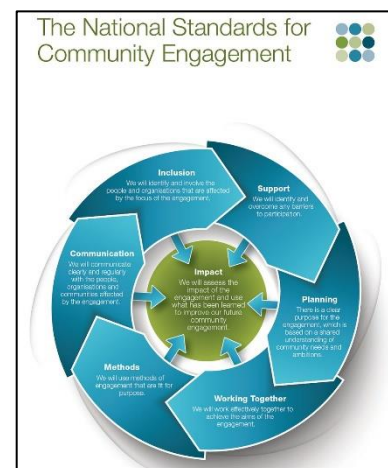 The National Standards for
Community Engagement
Inclusion
We will identify and involve the
people and organisations that are affected
by the focus of the engagement.
Support
We will identify and
overcome any barriers
to participation.
Planning
There is a clear
purpose for the
engagement, which is
based on a shared
understanding of
community needs and
ambitions.
Working Together
We will work effectively together to
achieve the aims of the
engagement.
Methods
We will use methods of
engagement that are fit for
purpose.
Communication
We will communicate
clearly and regularly
with the people,
organisations and
communities affected
by the engagement.
Impact
We will assess the
impact of the
engagement and use
what has been learned
to improve our future
community
engagement.